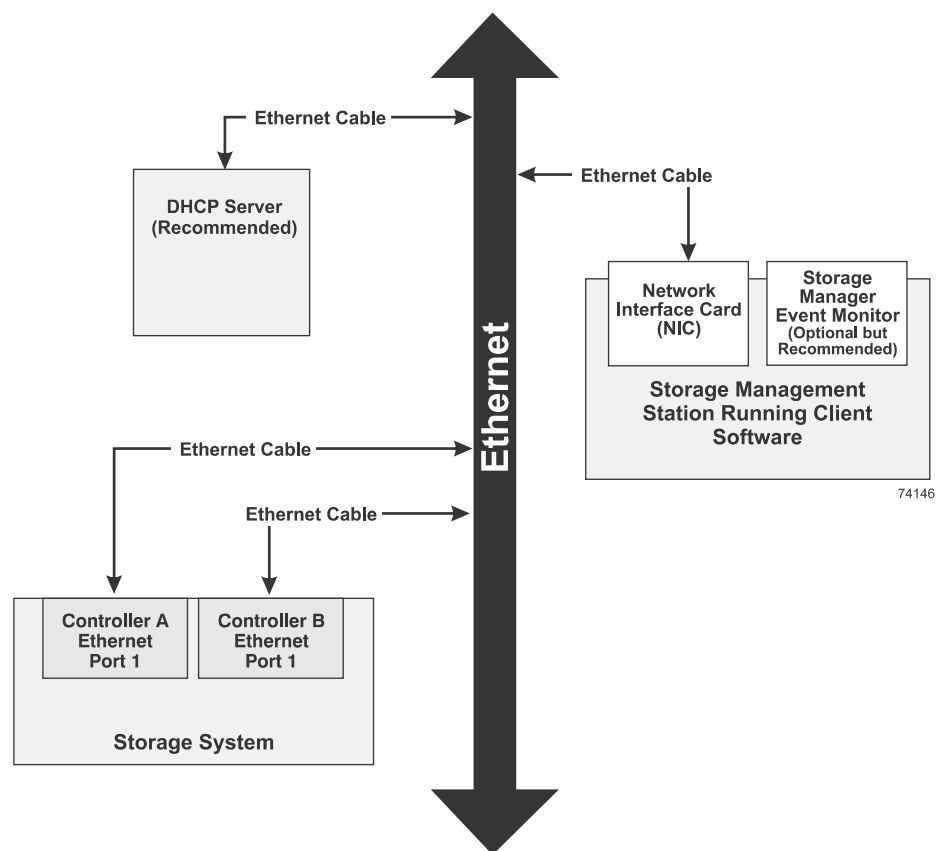 Ethernet Cable
DHCP Server
(Recommended)
Ethernet Cable
Network
Interface Card
(NIC)
Storage
Manager
Event Monitor
(Optional but
Recommended)
Storage Management
Station Running Client
Software
74146
Ethernet
Ethernet Cable
Ethernet Cable
Controller A
Ethernet
Port 1
Controller B
Ethernet
Port 1
Storage System